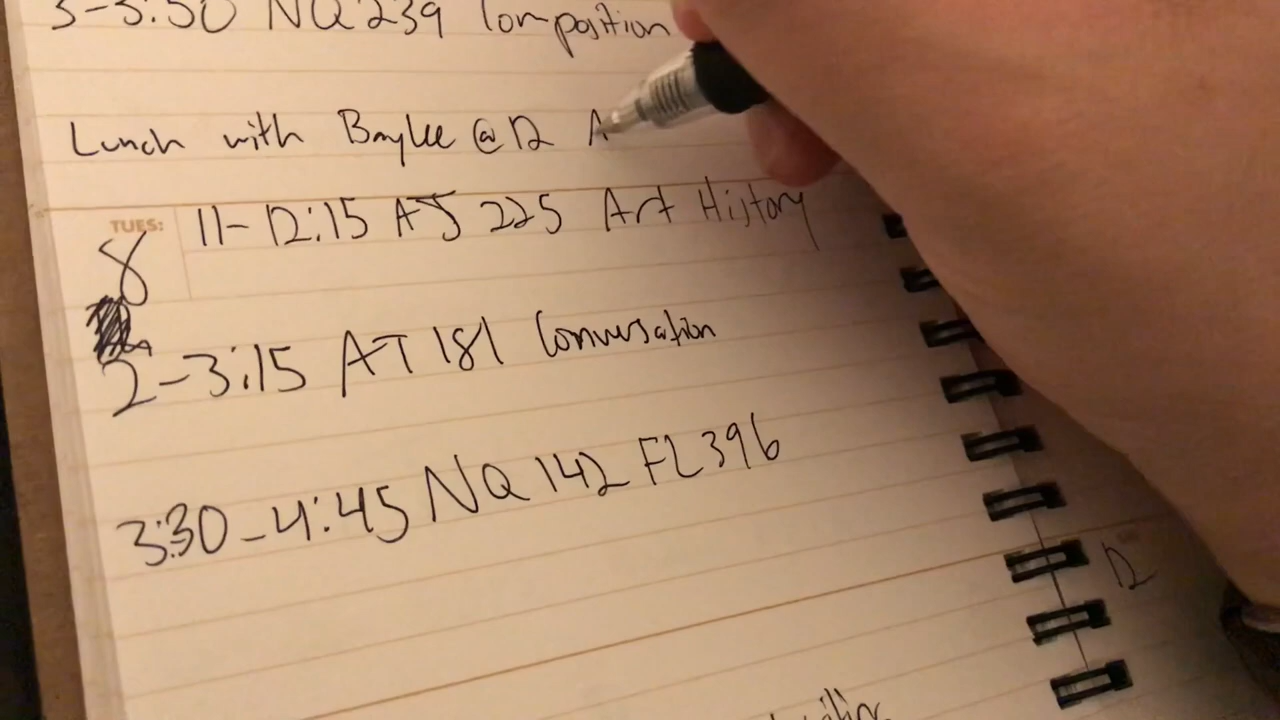 3-3:50 NQ 239 Composition
Lunch with Baylee @ 12 A
TUES: 11-12:15 AJ 225 Art History
8
2-3:15 AT 181 Conversation
3:30-4:45 NQ 142 FL 396
12